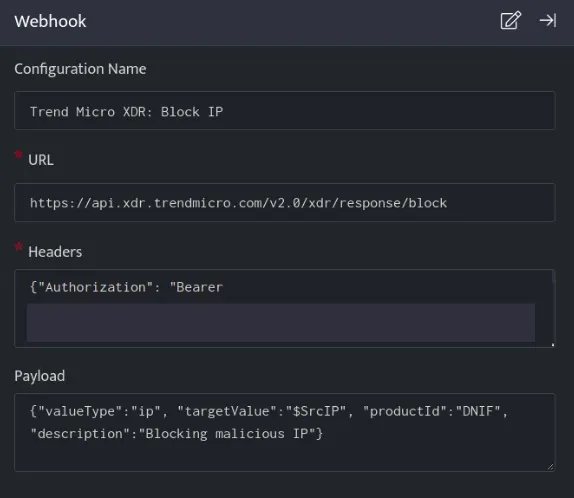 Webhook
Configuration Name
Trend Micro XDR: Block IP
* URL
https://api.xdr.trendmicro.com/v2.0/xdr/response/block
* Headers
{"Authorization": "Bearer
Payload
{"valueType":"ip", "targetValue":"$SrcIP", "productId":"DNIF",
"description":"Blocking malicious IP"}